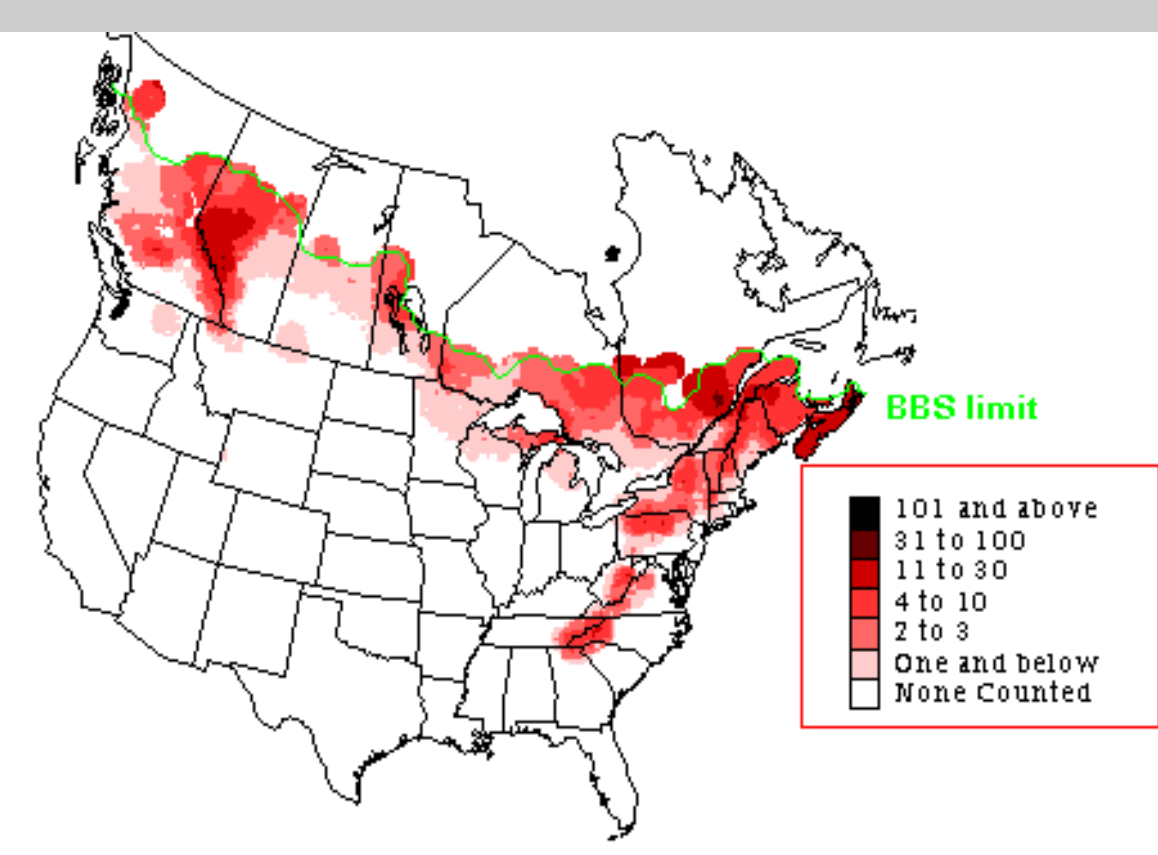 BBS limit
101 and above
31 to 100
11 to 30
4 to 10
2 to 3
One and below
None Counted